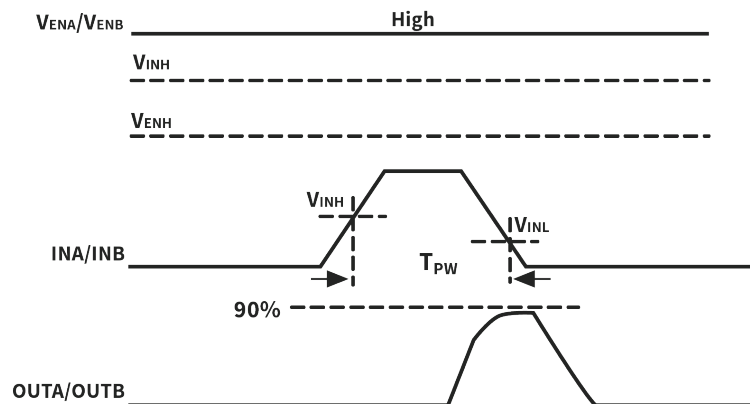 VENA/VENB
High
VINH
VENH
VINH
VINL
INA/INB
TPW
90%
OUTA/OUTB